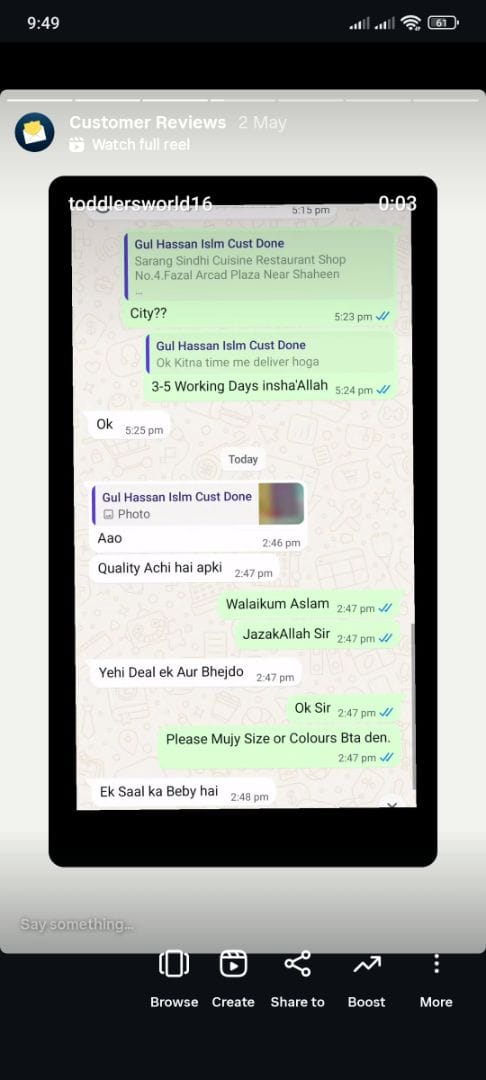 9:49
61
Customer Reviews 2 May
Watch full reel
toddlersworld16 0:03
5:15 pm
Gul Hassan Islm Cust Done
Sarang Sindhi Cuisine Restaurant Shop
No.4.Fazal Arcad Plaza Near Shaheen
...
City??
5:23 pm
Gul Hassan Islm Cust Done
Ok Kitna time me deliver hoga
3-5 Working Days insha'Allah 5:24 pm
Ok 5:25 pm
Today
Gul Hassan Islm Cust Done
Photo
Aao
2:46 pm
Quality Achi hai apki 2:47 pm
Walaikum Aslam 2:47 pm
JazakAllah Sir 2:47 pm
Yehi Deal ek Aur Bhejdo 2:47 pm
Ok Sir 2:47 pm
Please Mujy Size or Colours Bta den.
2:47 pm
Ek Saal ka Beby hai 2:48 pm
Say something...
Browse Create Share to Boost More